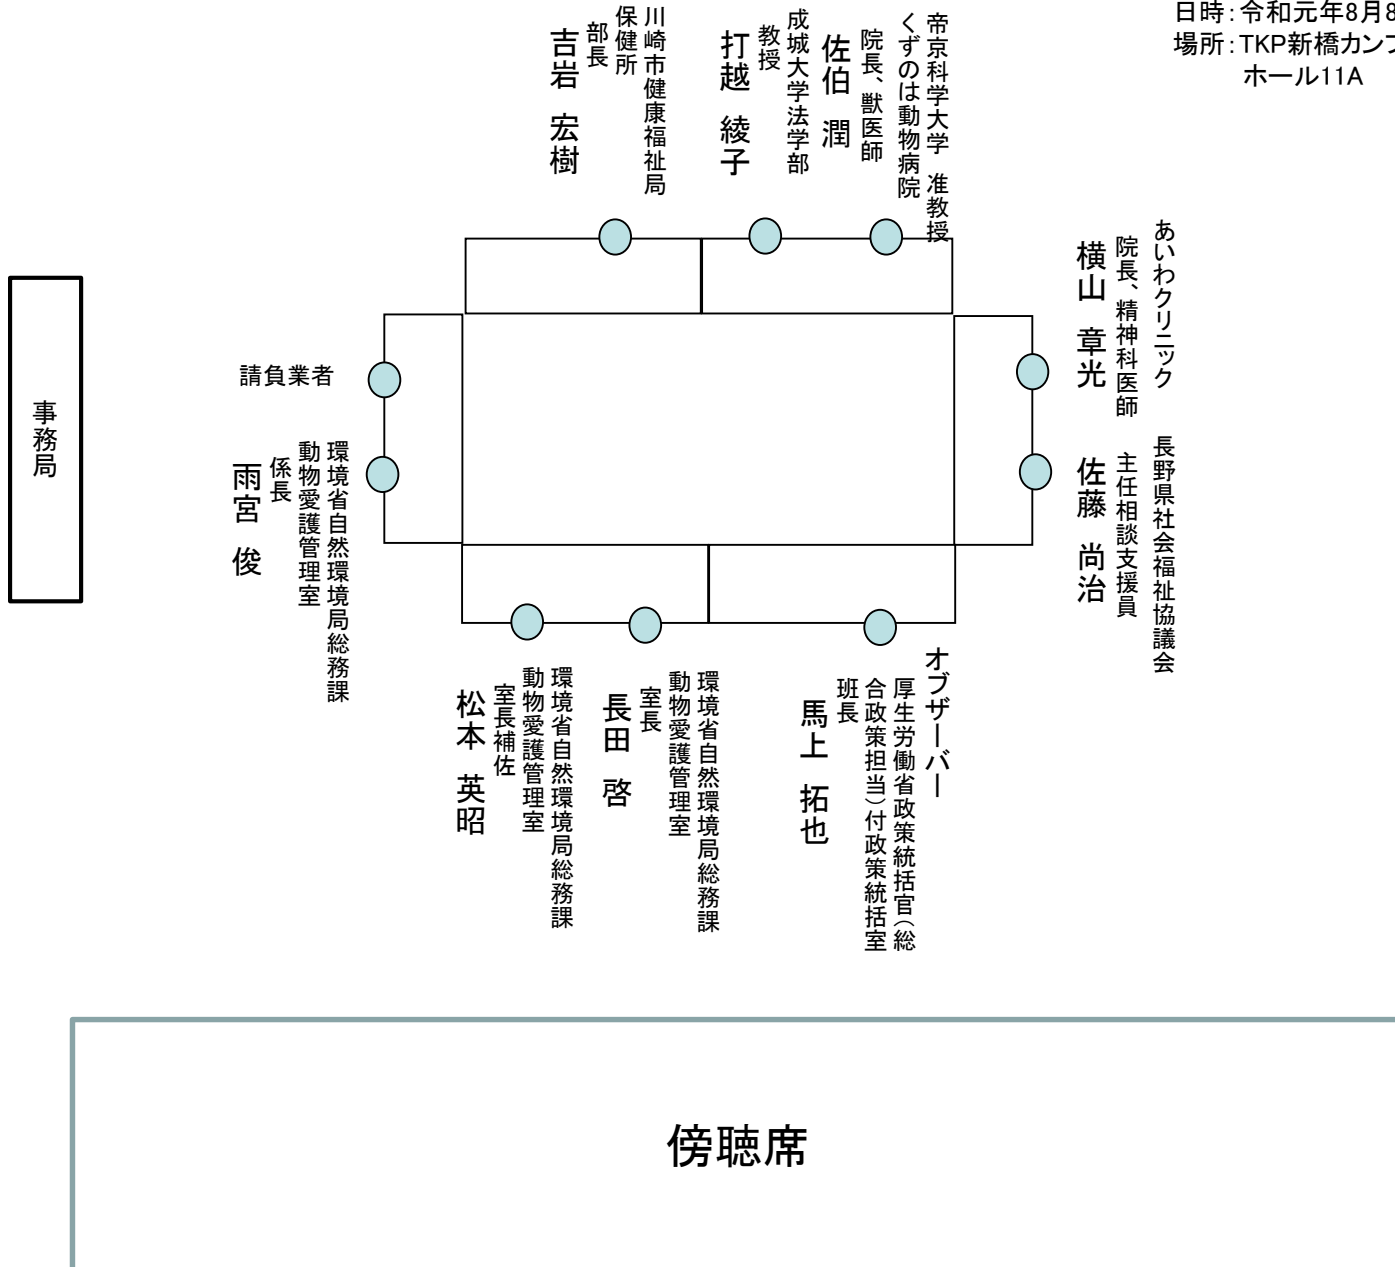 日時：令和元年8月8
場所：TKP新橋カンフ
ホール11A
帝京科学大学　准教授
くずのは動物病院
院長、獣医師
佐伯　潤
成城大学法学部
教授
打越　綾子
川崎市健康福祉局
保健所
部長
吉岩　宏樹
あいわクリニック
院長、精神科医師
横山　章光
長野県社会福祉協議会
主任相談支援員
佐藤　尚治
請負業者
環境省自然環境局総務課
動物愛護管理室
係長
雨宮　俊
事務局
オブザーバー
厚生労働省政策統括官（総
合政策担当）付政策統括室
班長
馬上　拓也
環境省自然環境局総務課
動物愛護管理室
室長
長田　啓
環境省自然環境局総務課
動物愛護管理室
室長補佐
松本　英昭
傍聴席